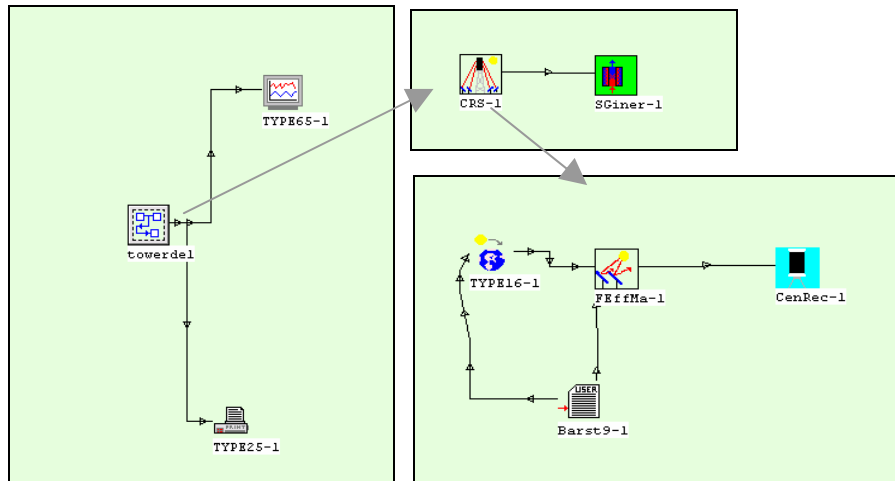 TYPE65-1
towerdel
PRINT
TYPE25-1
CRS-1
SGiner-1
TYPE16-1
FEffMa-1
CenRec-1
USER
Barst9-1